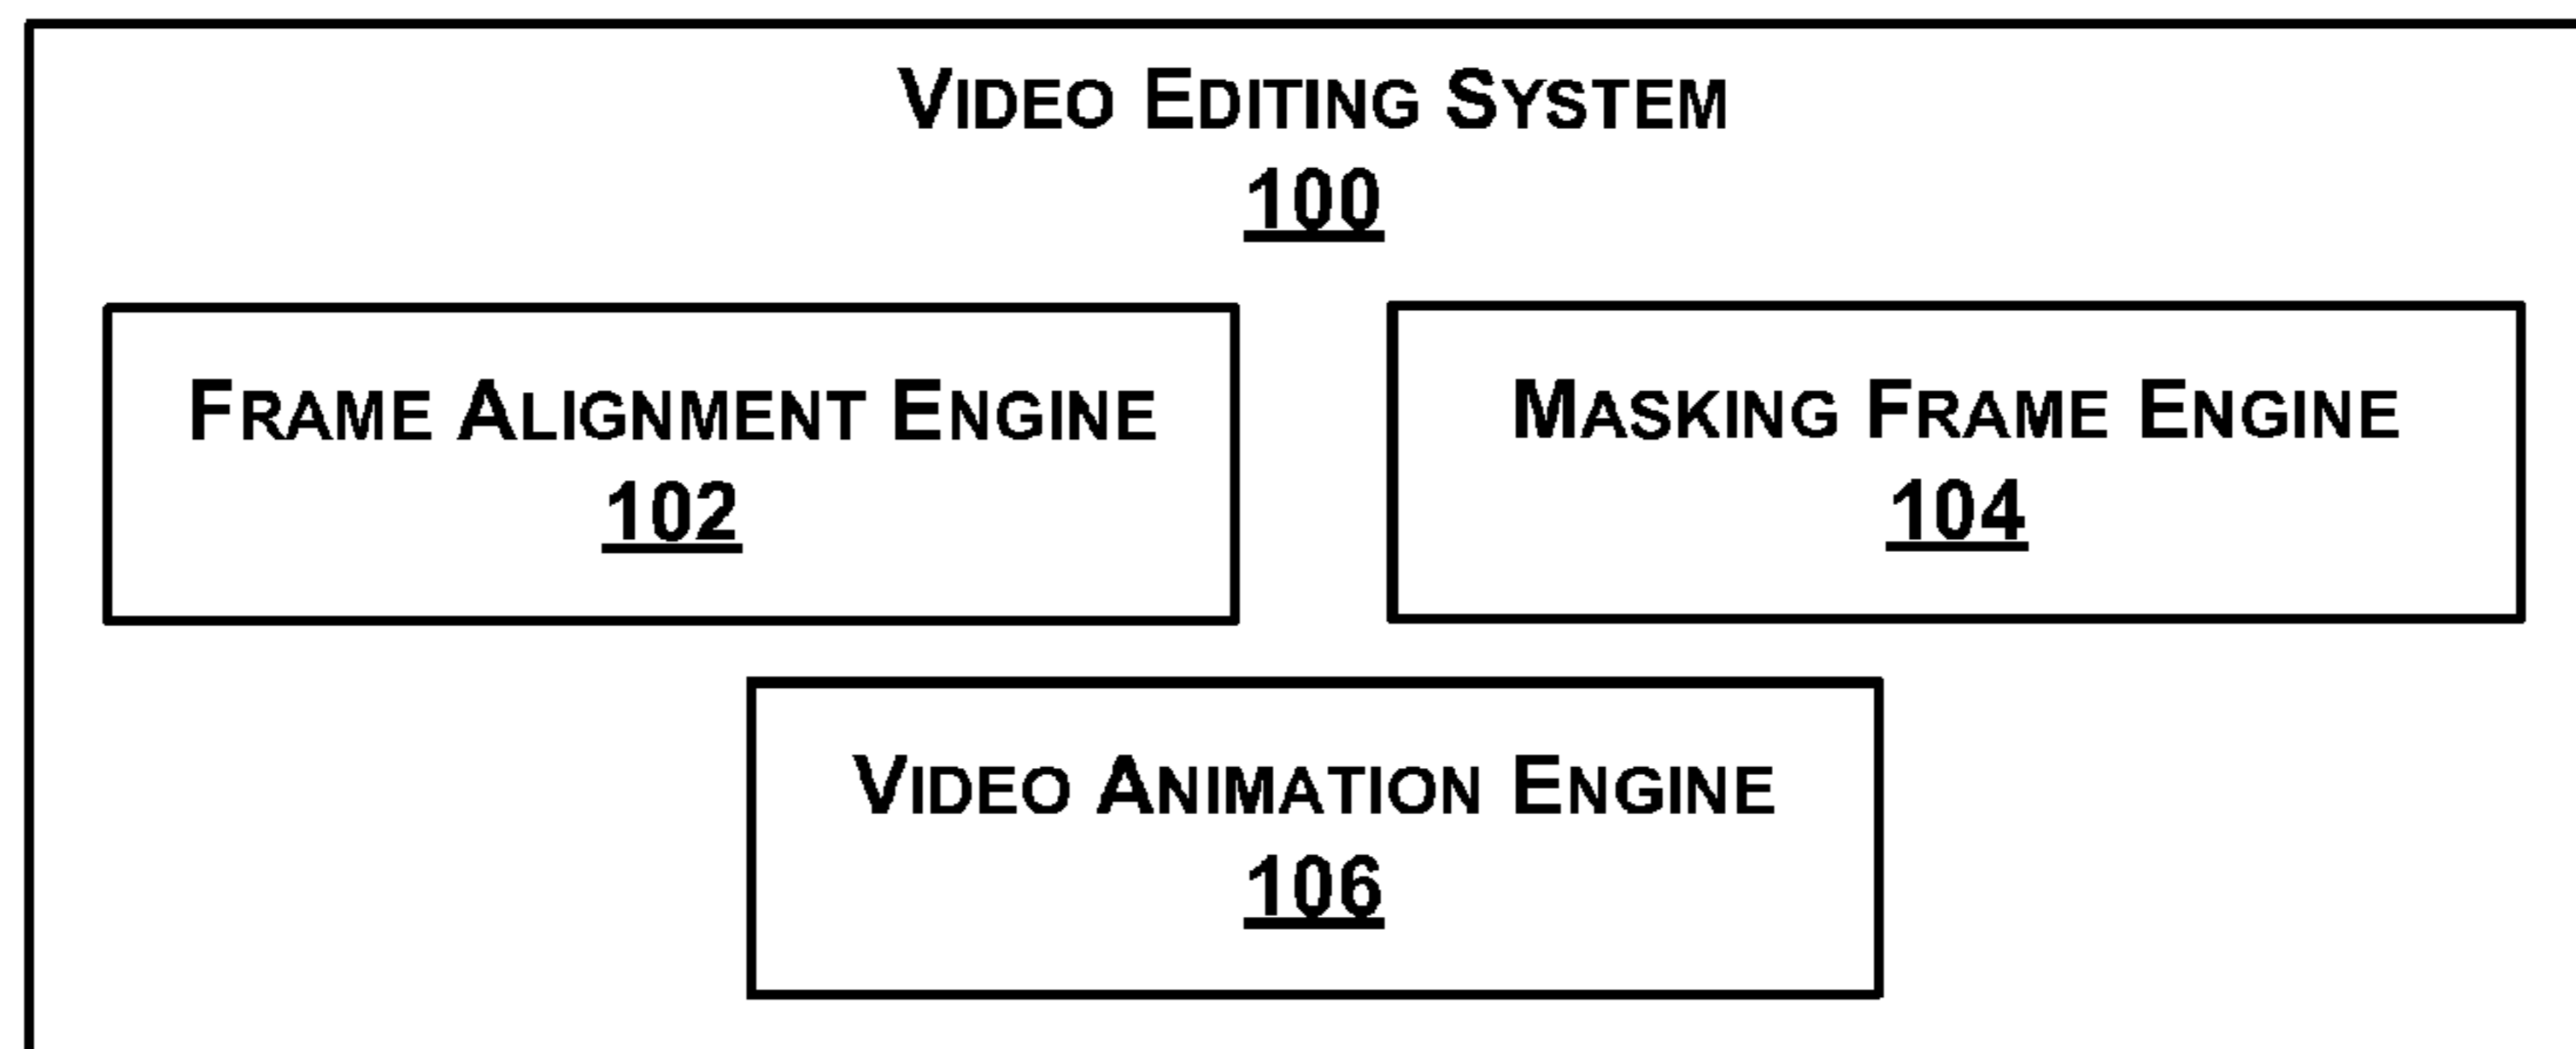 VIDEO EDITING SYSTEM
100
FRAME ALIGNMENT ENGINE
102
MASKING FRAME ENGINE
104
VIDEO ANIMATION ENGINE
106